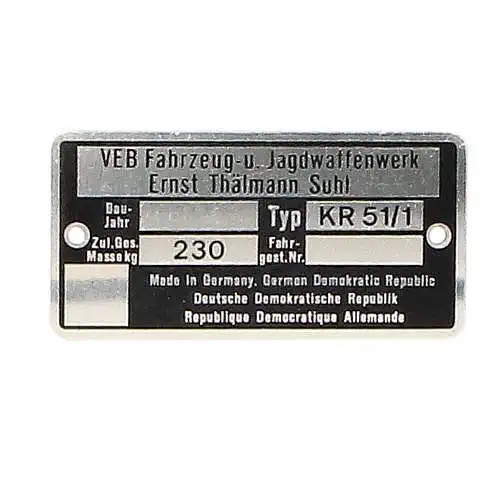 VEB Fahrzeug-u. Jagdwaffenwerk
Ernst Thälmann Suhl
Bau-
Jahr
Typ KR 51/1
Zul.Ges.
Masse kg 230
Fahr-
gest.Nr.
Made in Germany, German Demokratic Republic
Deutsche Demokratische Republik
Republique Democratique Allemande